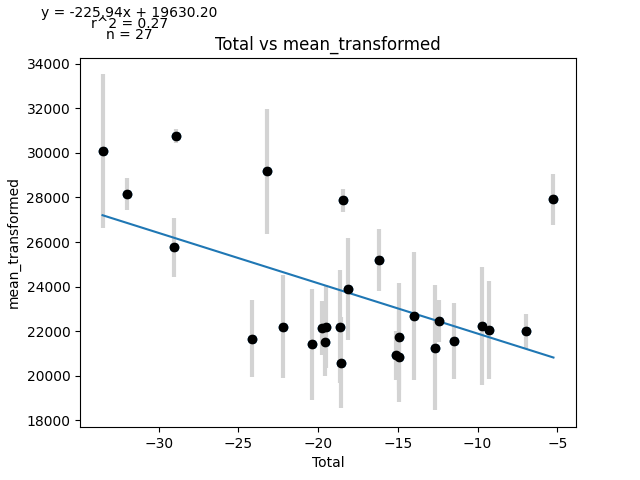 y = -225.94x + 19630.20
r^2 = 0.27
n = 27
Total vs mean_transformed
34000
32000
30000
28000
26000
24000
22000
20000
18000
mean_transformed
−30
−25
−20
−15
−10
−5
Total